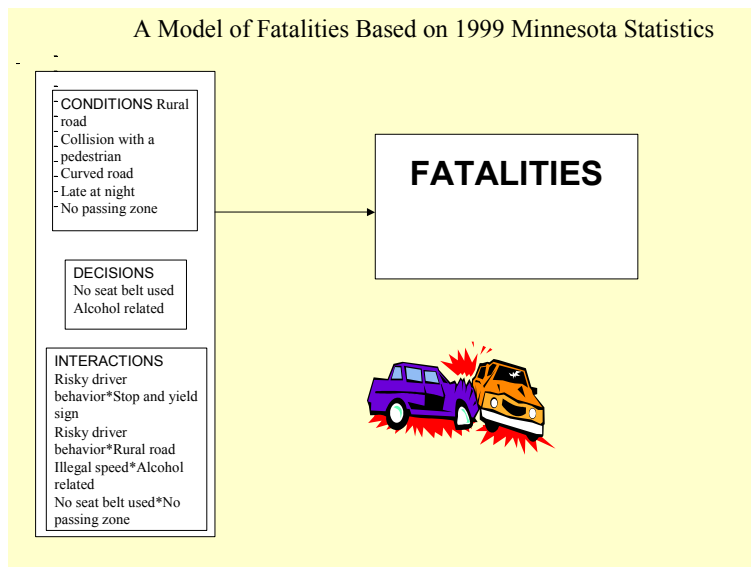 A Model of Fatalities Based on 1999 Minnesota Statistics
CONDITIONS Rural
road
Collision with a
pedestrian
Curved road
Late at night
No passing zone
DECISIONS
No seat belt used
Alcohol related
INTERACTIONS
Risky driver
behavior*Stop and yield
sign
Risky driver
behavior*Rural road
Illegal speed*Alcohol
related
No seat belt used*No
passing zone
FATALITIES